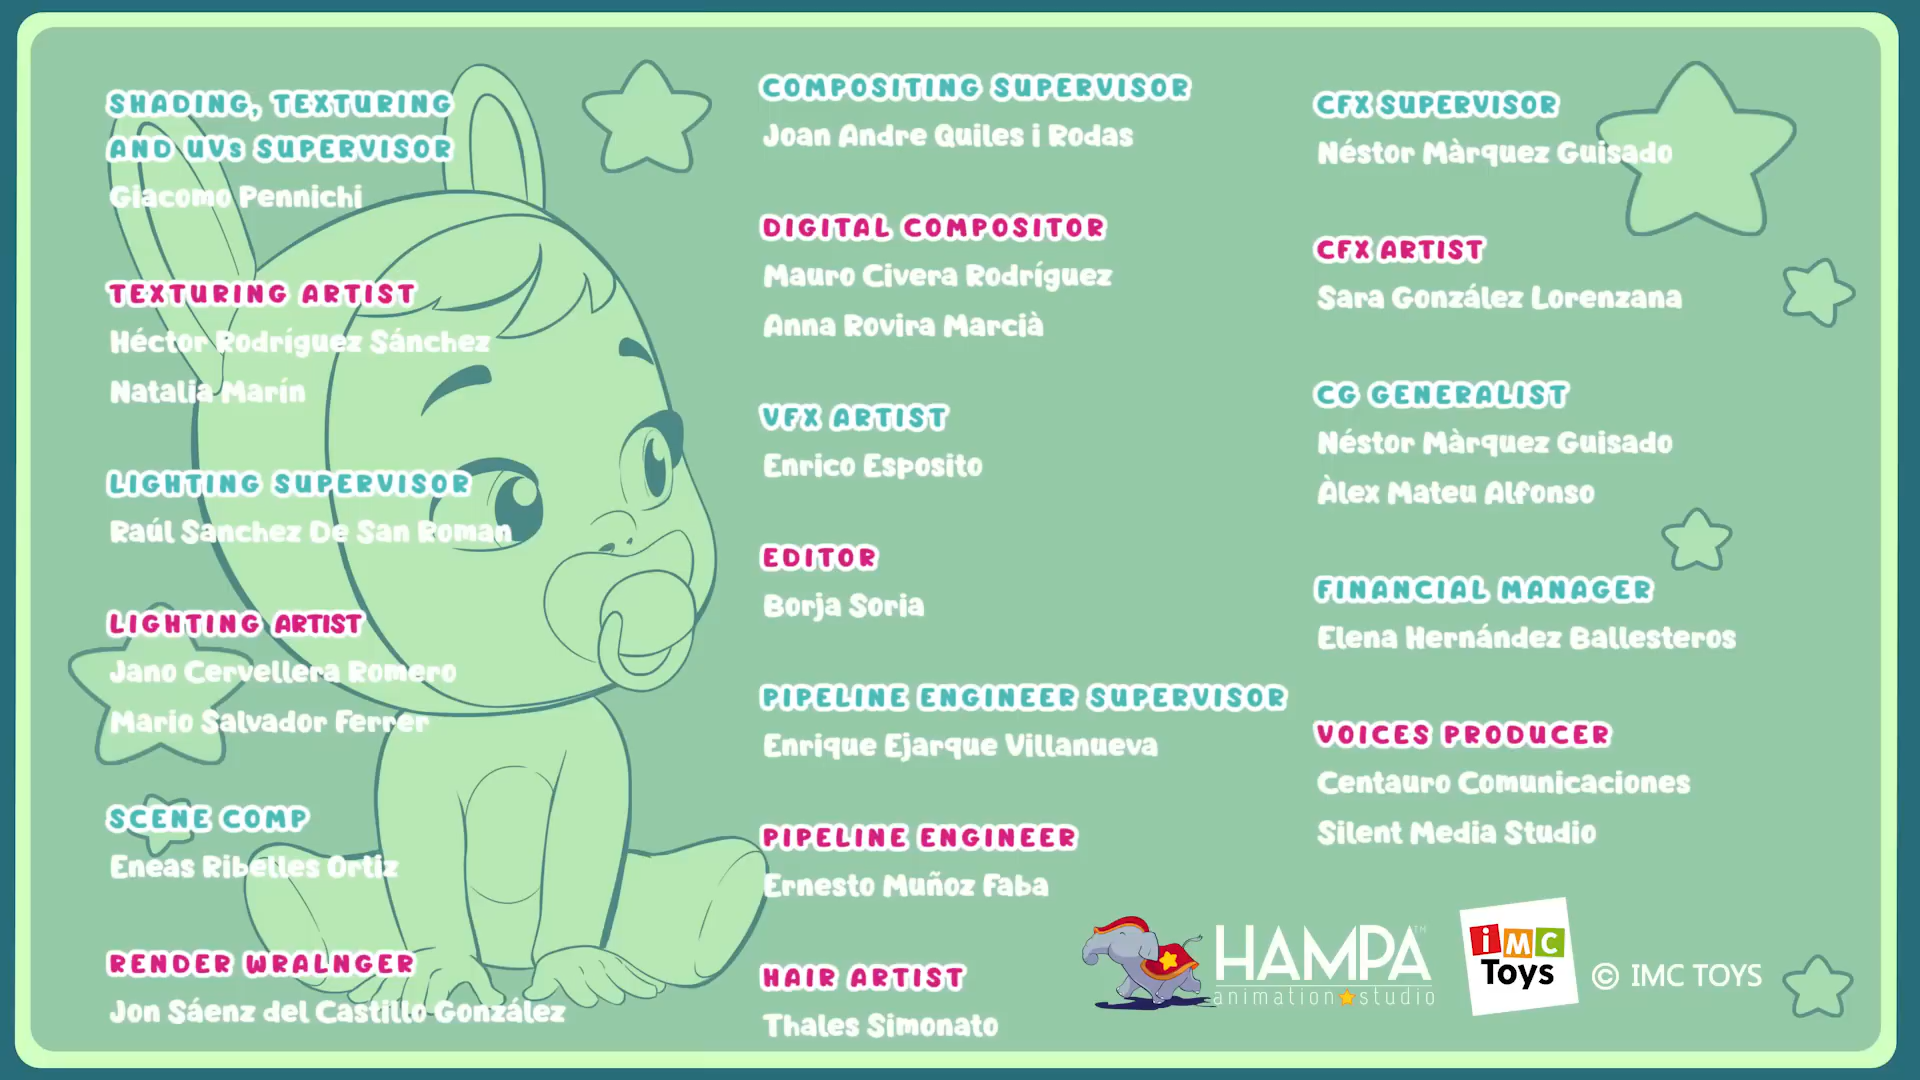 SHADING, TEXTURING
AND UVs SUPERVISOR
Giacomo Pennichi
TEXTURING ARTIST
Héctor Rodríguez Sánchez
Natalia Marín
LIGHTING SUPERVISOR
Raúl Sanchez De San Roman
LIGHTING ARTIST
Jano Cervellera Romero
Mario Salvador Ferrer
SCENE COMP
Eneas Ribelles Ortiz
RENDER WRALNGER
Jon Sáenz del Castillo González
COMPOSITING SUPERVISOR
Joan Andre Quiles i Rodas
DIGITAL COMPOSITOR
Mauro Civera Rodríguez
Anna Rovira Marcià
VFX ARTIST
Enrico Esposito
EDITOR
Borja Soria
PIPELINE ENGINEER SUPERVISOR
Enrique Ejarque Villanueva
PIPELINE ENGINEER
Ernesto Muñoz Faba
HAIR ARTIST
Thales Simonato
CFX SUPERVISOR
Néstor Màrquez Guisado
CFX ARTIST
Sara González Lorenzana
CG GENERALIST
Néstor Màrquez Guisado
Àlex Mateu Alfonso
FINANCIAL MANAGER
Elena Hernández Ballesteros
VOICES PRODUCER
Centauro Comunicaciones
Silent Media Studio
HAMPA™
animation studio
iMC
Toys
© IMC TOYS